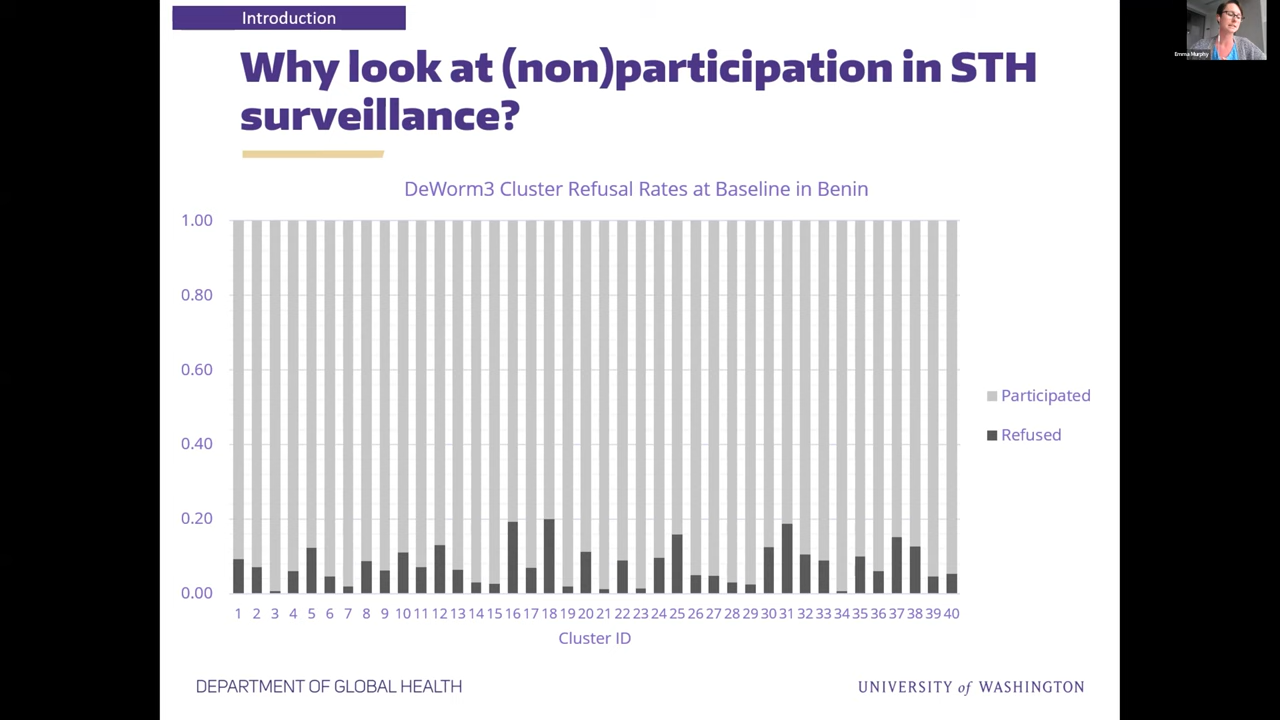 Introduction
Emma Murphy
Why look at (non)participation in STH
surveillance?
DeWorm3 Cluster Refusal Rates at Baseline in Benin
1.00
0.80
0.60
0.40
0.20
0.00
1 2 3 4 5 6 7 8 9 10 11 12 13 14 15 16 17 18 19 20 21 22 23 24 25 26 27 28 29 30 31 32 33 34 35 36 37 38 39 40
Cluster ID
Participated
Refused
DEPARTMENT OF GLOBAL HEALTH
UNIVERSITY of WASHINGTON